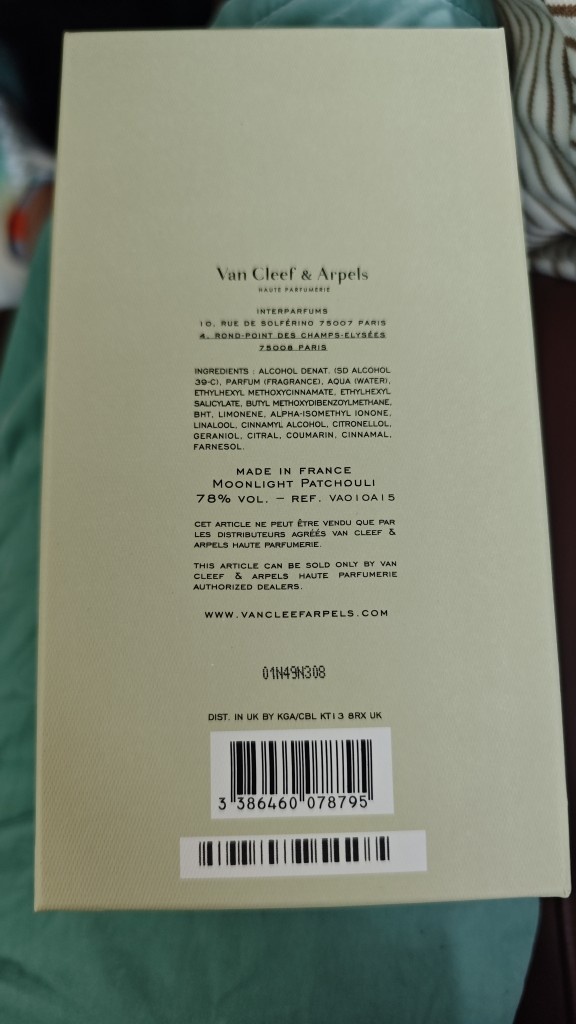 Van Cleef & Arpels
HAUTE PARFUMERIE
INTERPARFUMS
10, RUE DE SOLFÉRINO 75007 PARIS
4, ROND-POINT DES CHAMPS-ELYSÉES
75008 PARIS
INGREDIENTS : ALCOHOL DENAT. (SD ALCOHOL
39-C), PARFUM (FRAGRANCE), AQUA (WATER),
ETHYLHEXYL METHOXYCINNAMATE, ETHYLHEXYL
SALICYLATE, BUTYL METHOXYDIBENZOYLMETHANE,
BHT, LIMONENE, ALPHA-ISOMETHYL IONONE,
LINALOOL, CINNAMYL ALCOHOL, CITRONELLOL,
GERANIOL, CITRAL, COUMARIN, CINNAMAL,
FARNESOL.
MADE IN FRANCE
MOONLIGHT PATCHOULI
78% VOL. – REF. VA010A15
CET ARTICLE NE PEUT ÊTRE VENDU QUE PAR
LES DISTRIBUTEURS AGRÉÉS VAN CLEEF &
ARPELS HAUTE PARFUMERIE.
THIS ARTICLE CAN BE SOLD ONLY BY VAN
CLEEF & ARPELS HAUTE PARFUMERIE
AUTHORIZED DEALERS.
WWW.VANCLEEFARPELS.COM
01N49N308
DIST. IN UK BY KGA/CBL KT13 8RX UK
3 386460 078795